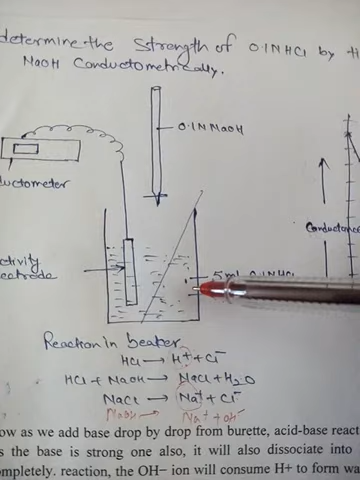 determine the Strength of 0.1N HCl by
NaOH Conductometrically.
0.1N NaOH
uctometer
Conductance
ctivity
ectrode
5ml 0.1N HCl
Reaction in beaker
HCl → H+ + Cl-
HCl + NaOH → NaCl + H2O
NaCl → Na+ + Cl-
NaOH → Na+ + OH-
ow as we add base drop by drop from burette, acid-base react
s the base is strong one also, it will also dissociate into
ompletely. reaction, the OH− ion will consume H+ to form wa